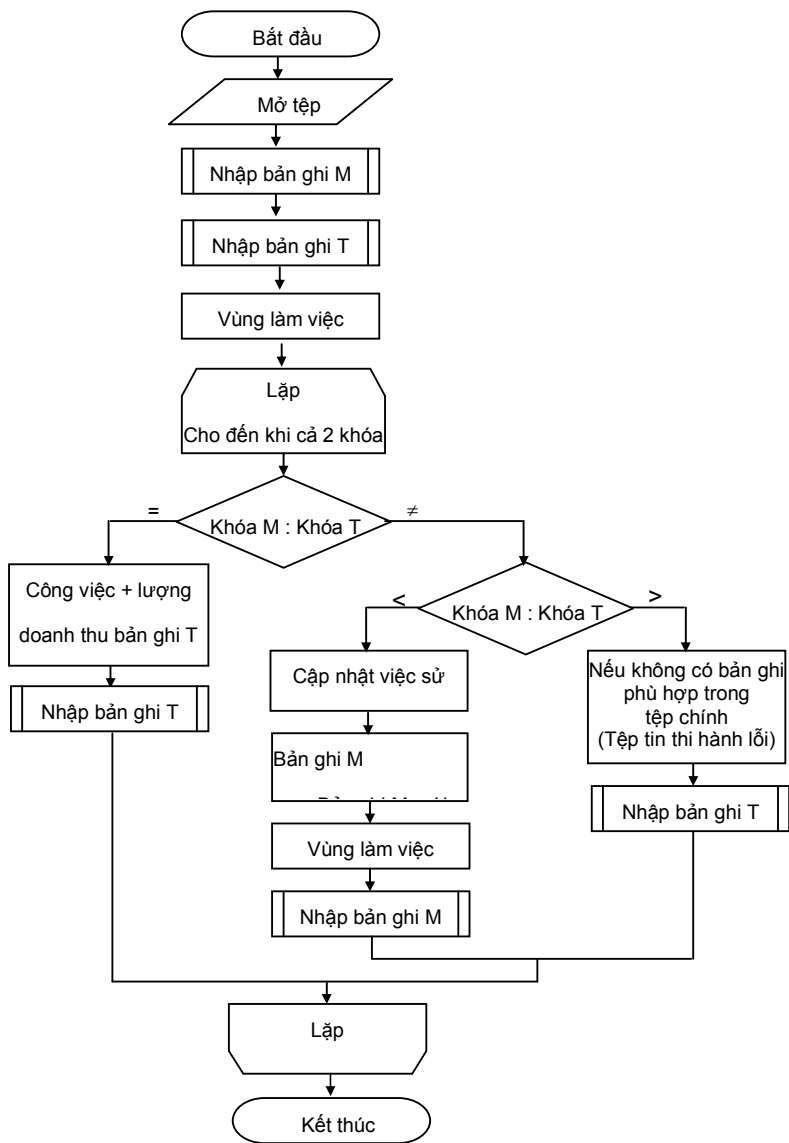 Bắt đầu
Mở tệp
Nhập bản ghi M
Nhập bản ghi T
Vùng làm việc
Lặp
Cho đến khi cả 2 khóa
Khóa M : Khóa T
=
≠
Công việc + lượng
doanh thu bản ghi T
Nhập bản ghi T
Khóa M : Khóa T
<
>
Cập nhật việc sử
Bản ghi M
Vùng làm việc
Nhập bản ghi M
Nếu không có bản ghi
phù hợp trong
tệp chính
(Tệp tin thi hành lỗi)
Nhập bản ghi T
Lặp
Kết thúc